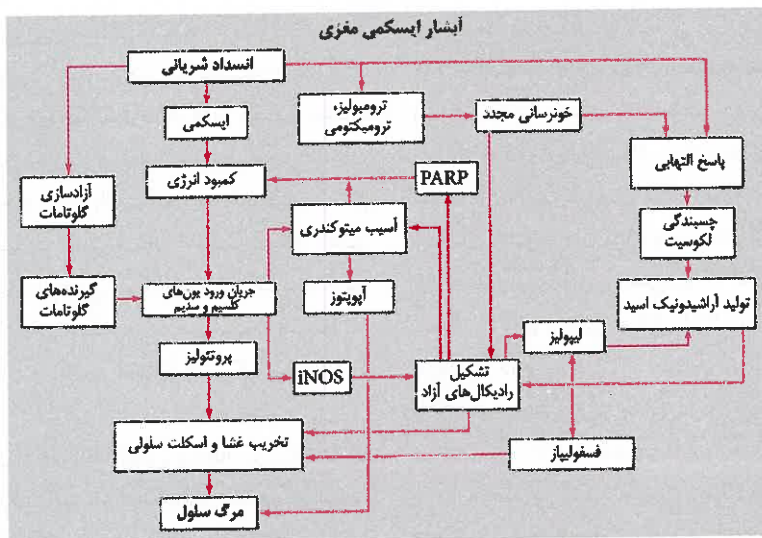 آبشار ایسکمی مغزی
انسداد شریانی
ترومبولیز،
ترومبکتومی
خونرسانی مجدد
ایسکمی
پاسخ التهابی
کمبود انرژی
PARP
آزادسازی
گلوتامات
آسیب میتوکندری
چسبندگی
لکوسیت
گیرنده‌های
گلوتامات
جریان ورود یون‌های
کلسیم و سدیم
آپوپتوز
تولید آراشیدونیک اسید
لیپولیز
پروتئولیز
iNOS
تشکیل
رادیکال‌های آزاد
تخریب غشا و اسکلت سلولی
فسفولیپاز
مرگ سلول